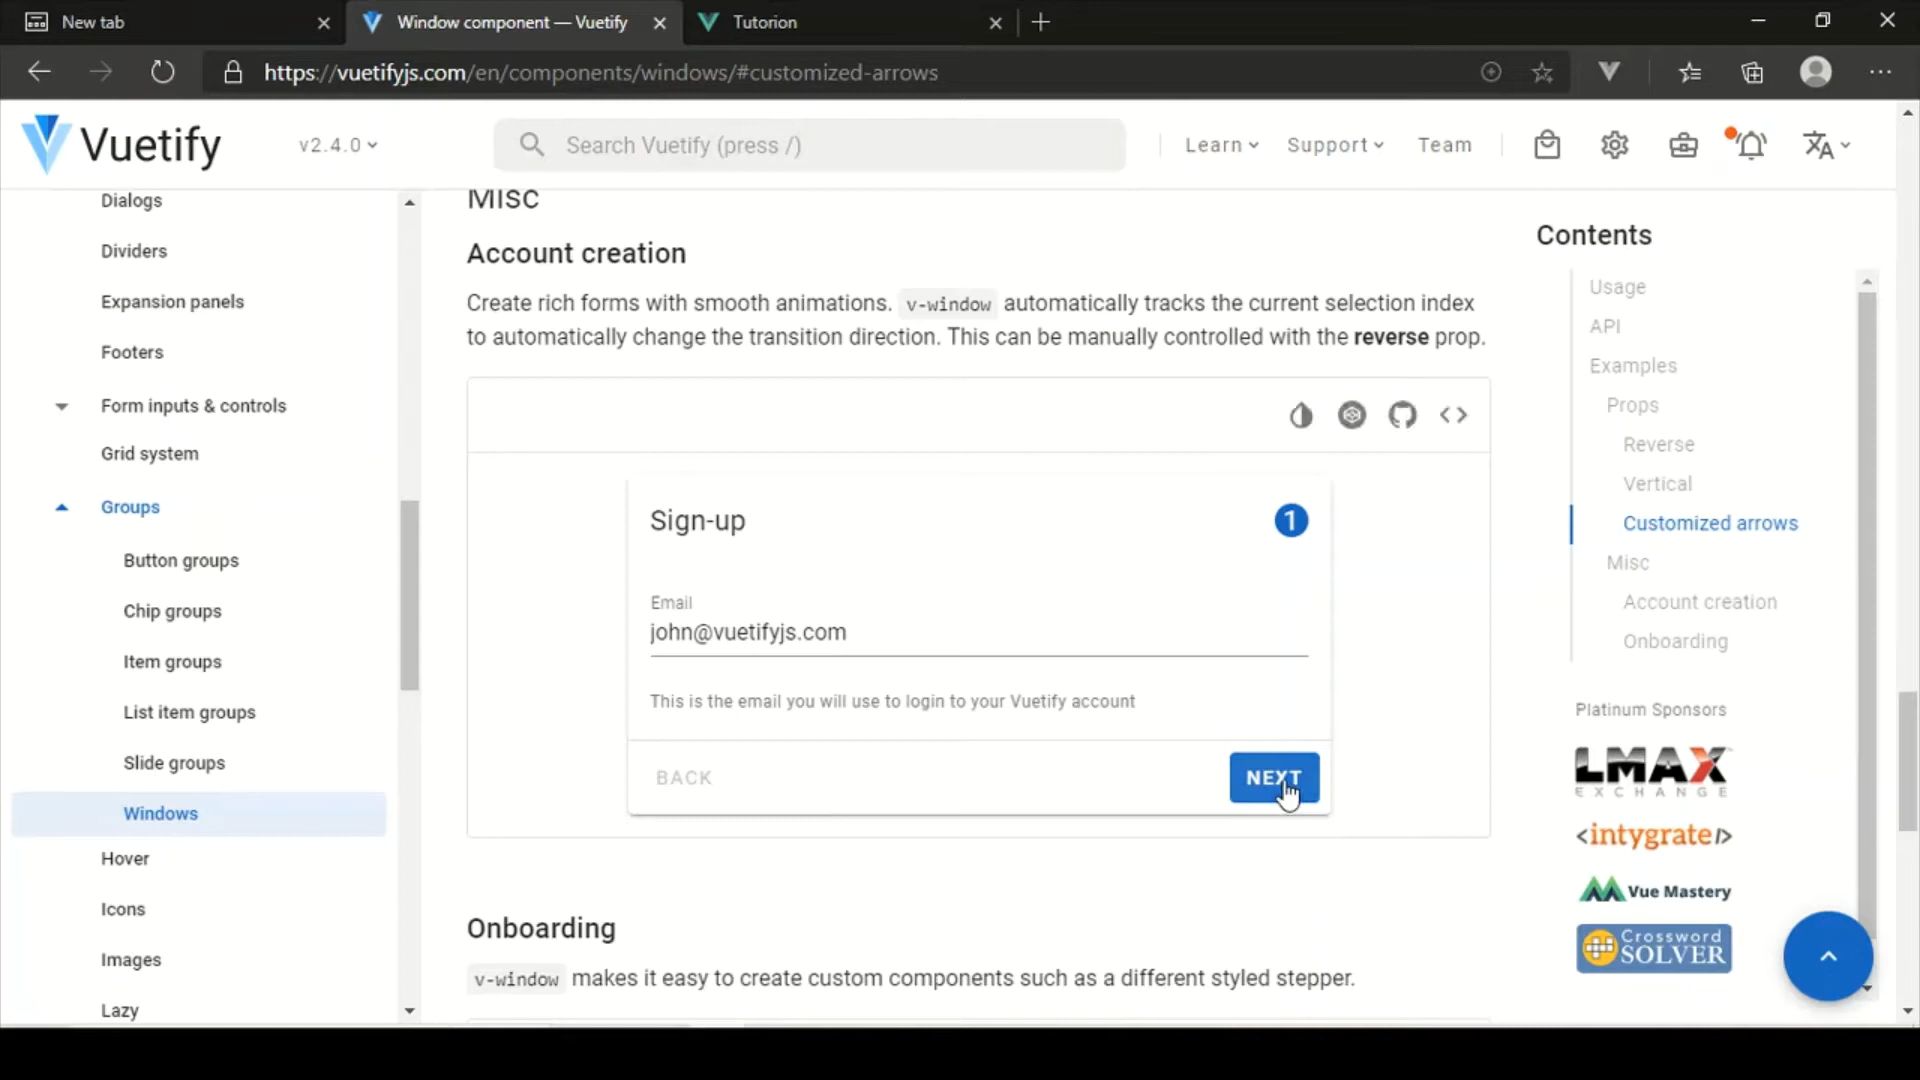 New tab
Window component — Vuetify
Tutorion
https://vuetifyjs.com/en/components/windows/#customized-arrows
Vuetify
v2.4.0
Search Vuetify (press /)
Learn
Support
Team
Dialogs
Dividers
Expansion panels
Footers
Form inputs & controls
Grid system
Groups
Button groups
Chip groups
Item groups
List item groups
Slide groups
Windows
Hover
Icons
Images
Lazy
MISC
Account creation
Create rich forms with smooth animations. v-window automatically tracks the current selection index
to automatically change the transition direction. This can be manually controlled with the reverse prop.
Sign-up
1
Email
john@vuetifyjs.com
This is the email you will use to login to your Vuetify account
BACK
NEXT
Onboarding
v-window makes it easy to create custom components such as a different styled stepper.
Contents
Usage
API
Examples
Props
Reverse
Vertical
Customized arrows
Misc
Account creation
Onboarding
Platinum Sponsors
LMAX
EXCHANGE
<intygrate/>
Vue Mastery
Crossword
SOLVER